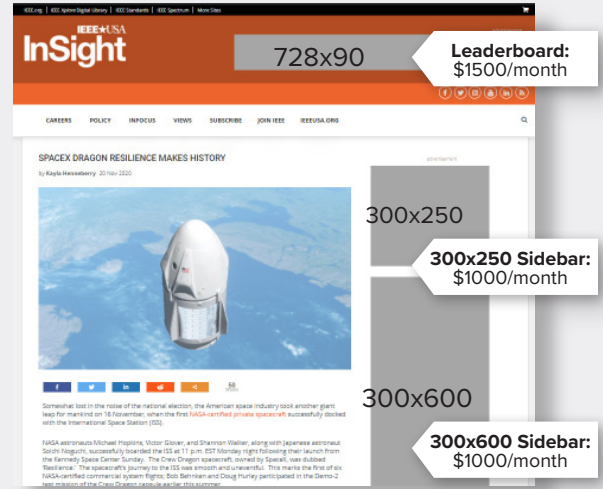 IEEE.org | IEEE Xplore Digital Library | IEEE Standards | IEEE Spectrum | More Sites
IEEE★USA
InSight
728x90
Leaderboard:
$1500/month
CAREERS POLICY INFOCUS VIEWS SUBSCRIBE JOIN IEEE IEEEUSA.ORG
SPACEX DRAGON RESILIENCE MAKES HISTORY
by Kayla Henneberry 20 Nov 2020
advertisement
300x250
300x250 Sidebar:
$1000/month
300x600
50
Somewhat lost in the noise of the national election, the American space industry took another giant
leap for mankind on 16 November, when the first NASA-certified private spacecraft successfully docked
with the International Space Station (ISS).
300x600 Sidebar:
$1000/month
NASA astronauts Michael Hopkins, Victor Glover, and Shannon Walker, along with Japanese astronaut
Soichi Noguchi, successfully boarded the ISS at 11 p.m. EST Monday night following their launch from
the Kennedy Space Center Sunday. The Crew Dragon spacecraft, owned by SpaceX, was dubbed
'Resilience.' The spacecraft's journey to the ISS was smooth and uneventful. This marks the first of six
NASA-certified commercial system flights; Bob Behnken and Doug Hurley participated in the Demo-2
test mission of the Crew Dragon capsule earlier this summer.